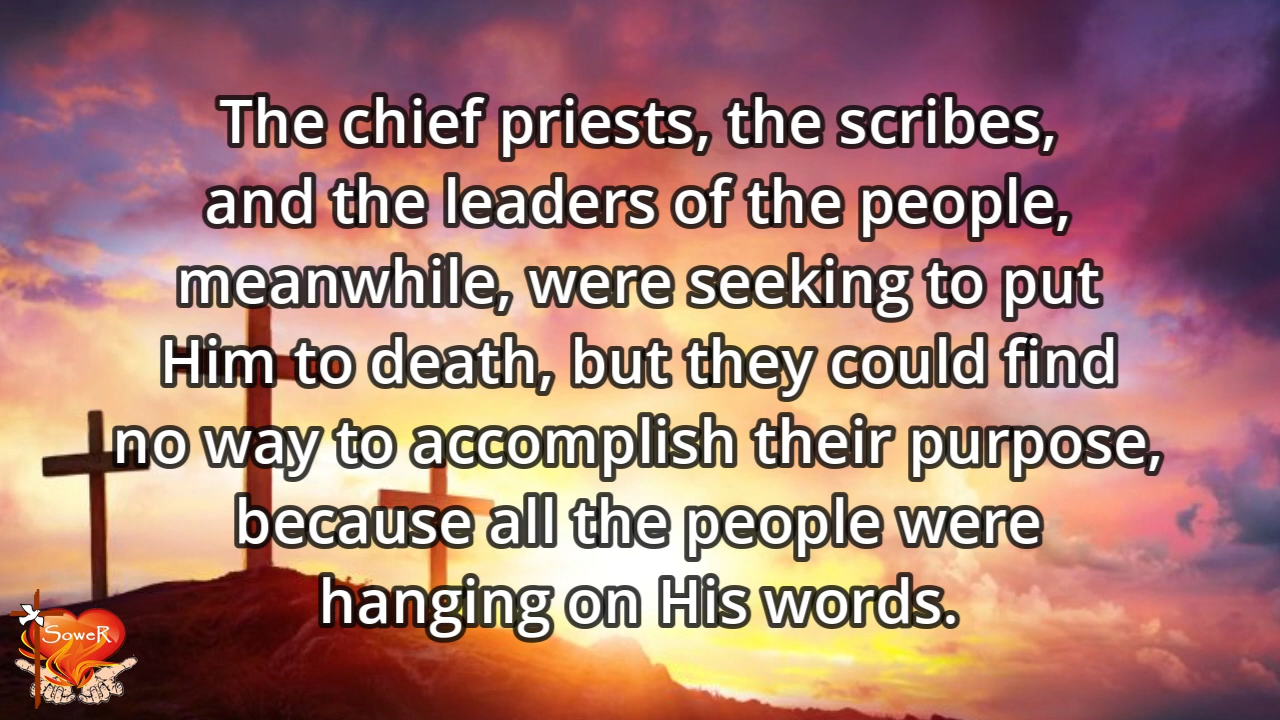 The chief priests, the scribes,
and the leaders of the people,
meanwhile, were seeking to put
Him to death, but they could find
no way to accomplish their purpose,
because all the people were
hanging on His words.
SoweR